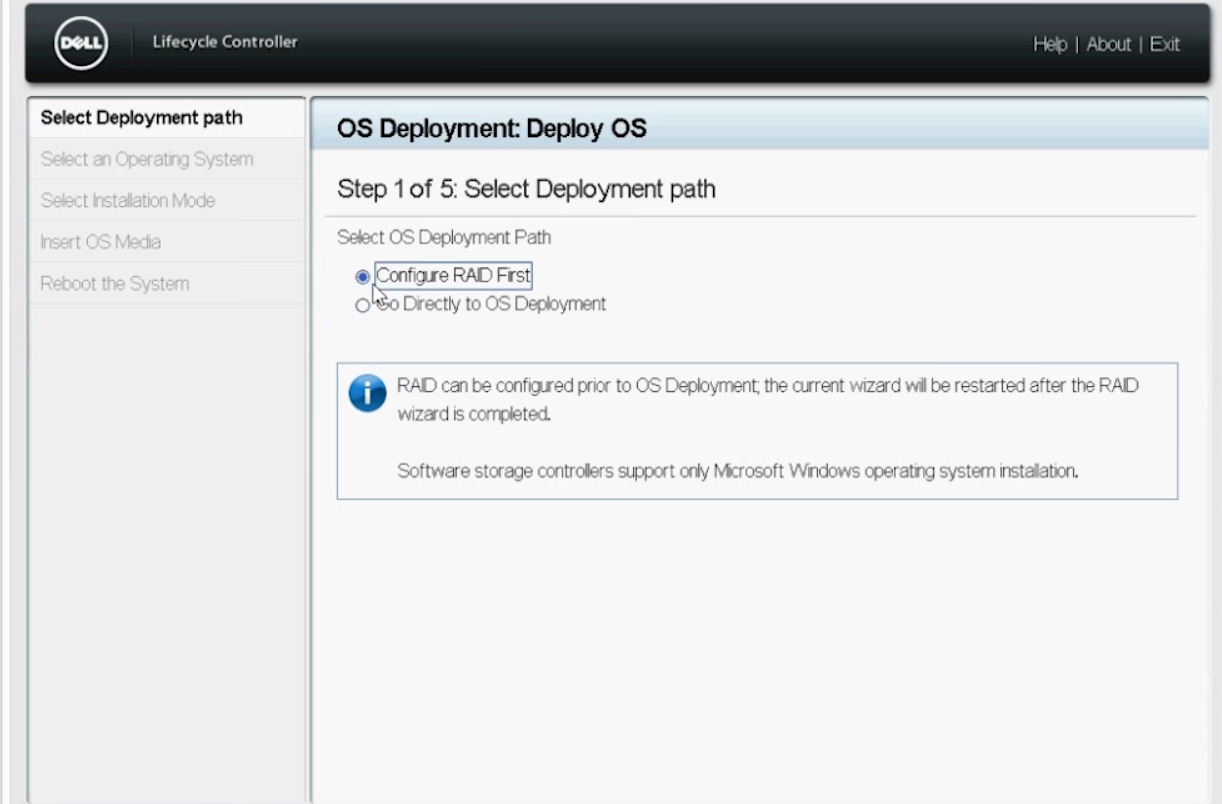 DELL
Lifecycle Controller
Help | About | Exit
Select Deployment path
Select an Operating System
Select Installation Mode
Insert OS Media
Reboot the System
OS Deployment: Deploy OS
Step 1 of 5: Select Deployment path
Select OS Deployment Path
Configure RAID First
Go Directly to OS Deployment
RAID can be configured prior to OS Deployment; the current wizard will be restarted after the RAID
wizard is completed.
Software storage controllers support only Microsoft Windows operating system installation.